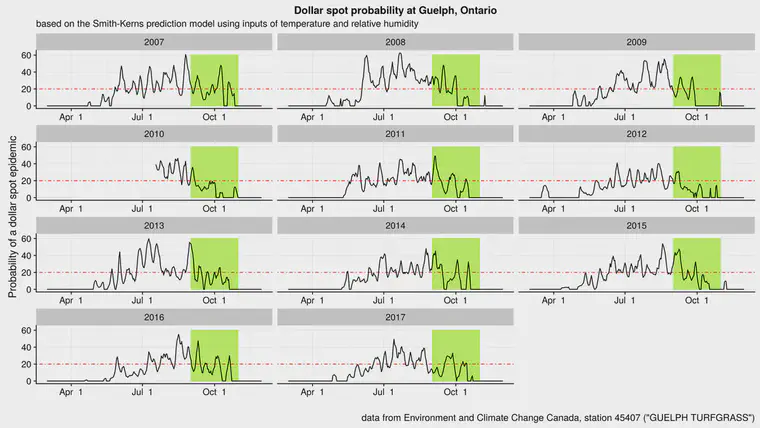 Dollar spot probability at Guelph, Ontario
based on the Smith-Kerns prediction model using inputs of temperature and relative humidity
2007
2008
2009
60
40
20
0
Apr 1
Jul 1
Oct 1
Apr 1
Jul 1
Oct 1
Apr 1
Jul 1
Oct 1
2010
2011
2012
60
40
20
0
Apr 1
Jul 1
Oct 1
Apr 1
Jul 1
Oct 1
Apr 1
Jul 1
Oct 1
Probability of a dollar spot epidemic
2013
2014
2015
60
40
20
0
Apr 1
Jul 1
Oct 1
Apr 1
Jul 1
Oct 1
Apr 1
Jul 1
Oct 1
2016
2017
60
40
20
0
Apr 1
Jul 1
Oct 1
Apr 1
Jul 1
Oct 1
data from Environment and Climate Change Canada, station 45407 ("GUELPH TURFGRASS")